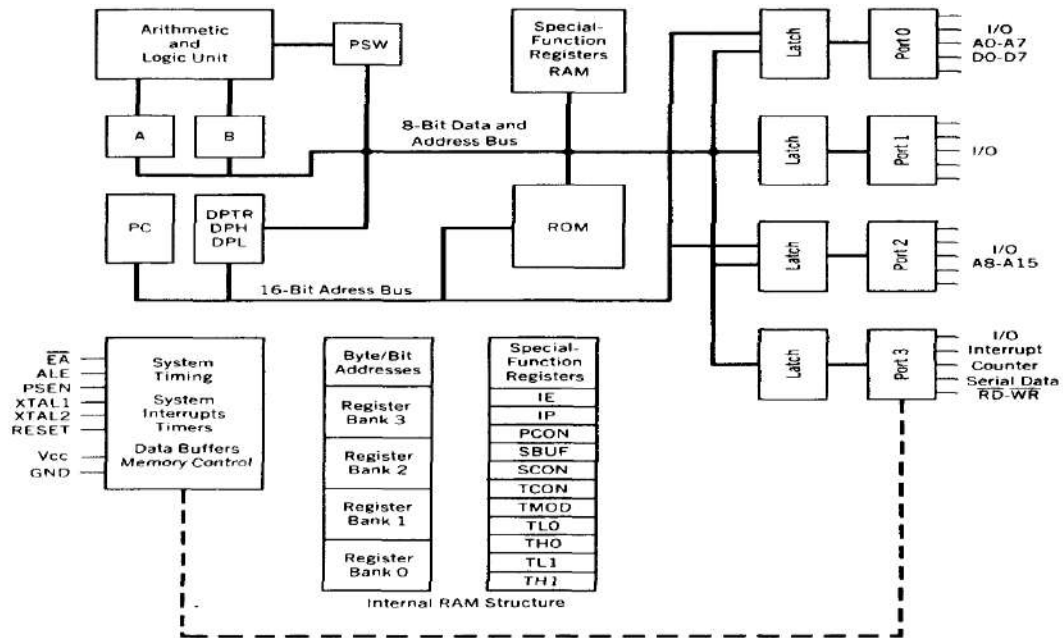 Arithmetic
and
Logic Unit
PSW
A
B
Special-
Function
Registers
RAM
8-Bit Data and
Address Bus
PC
DPTR
DPH
DPL
ROM
16-Bit Adress Bus
Latch
Port 0
I/O
A0-A7
D0-D7
Latch
Port 1
I/O
Latch
Port 2
I/O
A8-A15
Latch
Port 3
I/O
Interrupt
Counter
Serial Data
RD-WR
EA
ALE
PSEN
XTAL1
XTAL2
RESET
Vcc
GND
System
Timing
System
Interrupts
Timers
Data Buffers
Memory Control
Byte/Bit
Addresses
Register
Bank 3
Register
Bank 2
Register
Bank 1
Register
Bank 0
Special-
Function
Registers
IE
IP
PCON
SBUF
SCON
TCON
TMOD
TL0
TH0
TL1
TH1
Internal RAM Structure